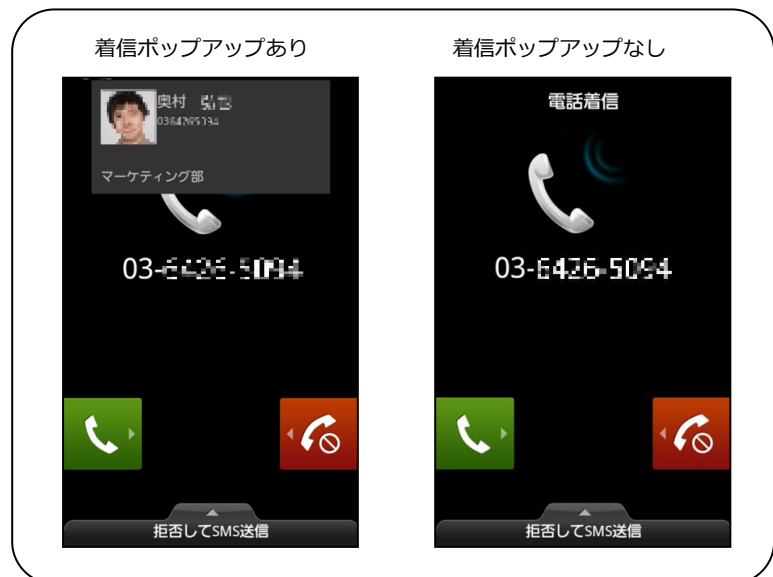 着信ポップアップあり
着信ポップアップなし
奥村
マーケティング部
03-
拒否してSMS送信
電話着信
03-
拒否してSMS送信